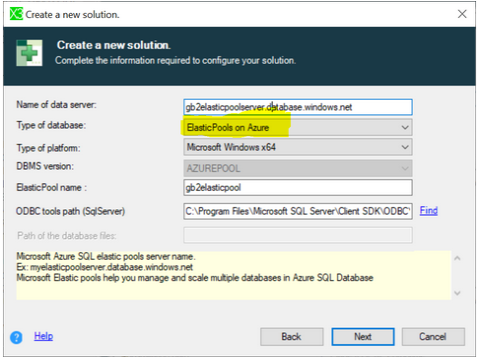 Create a new solution.
Create a new solution.
Complete the information required to configure your solution.
Name of data server: gb2elasticpoolserver.database.windows.net
Type of database: ElasticPools on Azure
Type of platform: Microsoft Windows x64
DBMS version: AZUREPOOL
ElasticPool name : gb2elasticpool
ODBC tools path (SqlServer) C:\Program Files\Microsoft SQL Server\Client SDK\ODBC\ Find
Path of the database files:
Microsoft Azure SQL elastic pools server name.
Ex: myelasticpoolserver.database.windows.net
Microsoft Elastic pools help you manage and scale multiple databases in Azure SQL Database
? Help Back Next Cancel